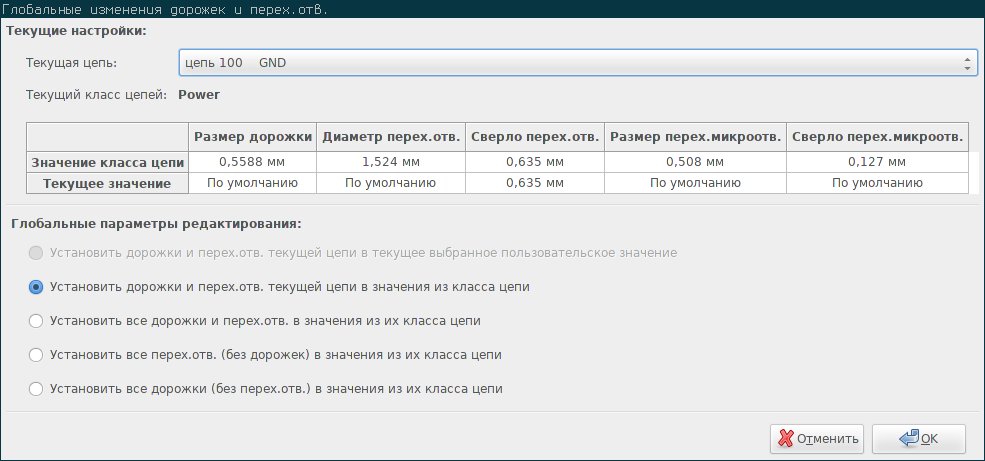 Глобальные изменения дорожек и перех.отв.
Текущие настройки:
Текущая цепь: цепь 100 GND
Текущий класс цепей: Power
Размер дорожки Диаметр перех.отв. Сверло перех.отв. Размер перех.микроотв. Сверло перех.микроотв.
Значение класса цепи 0,5588 мм 1,524 мм 0,635 мм 0,508 мм 0,127 мм
Текущее значение По умолчанию По умолчанию 0,635 мм По умолчанию По умолчанию
Глобальные параметры редактирования:
Установить дорожки и перех.отв. текущей цепи в текущее выбранное пользовательское значение
Установить дорожки и перех.отв. текущей цепи в значения из класса цепи
Установить все дорожки и перех.отв. в значения из их класса цепи
Установить все перех.отв. (без дорожек) в значения из их класса цепи
Установить все дорожки (без перех.отв.) в значения из их класса цепи
Отменить OK